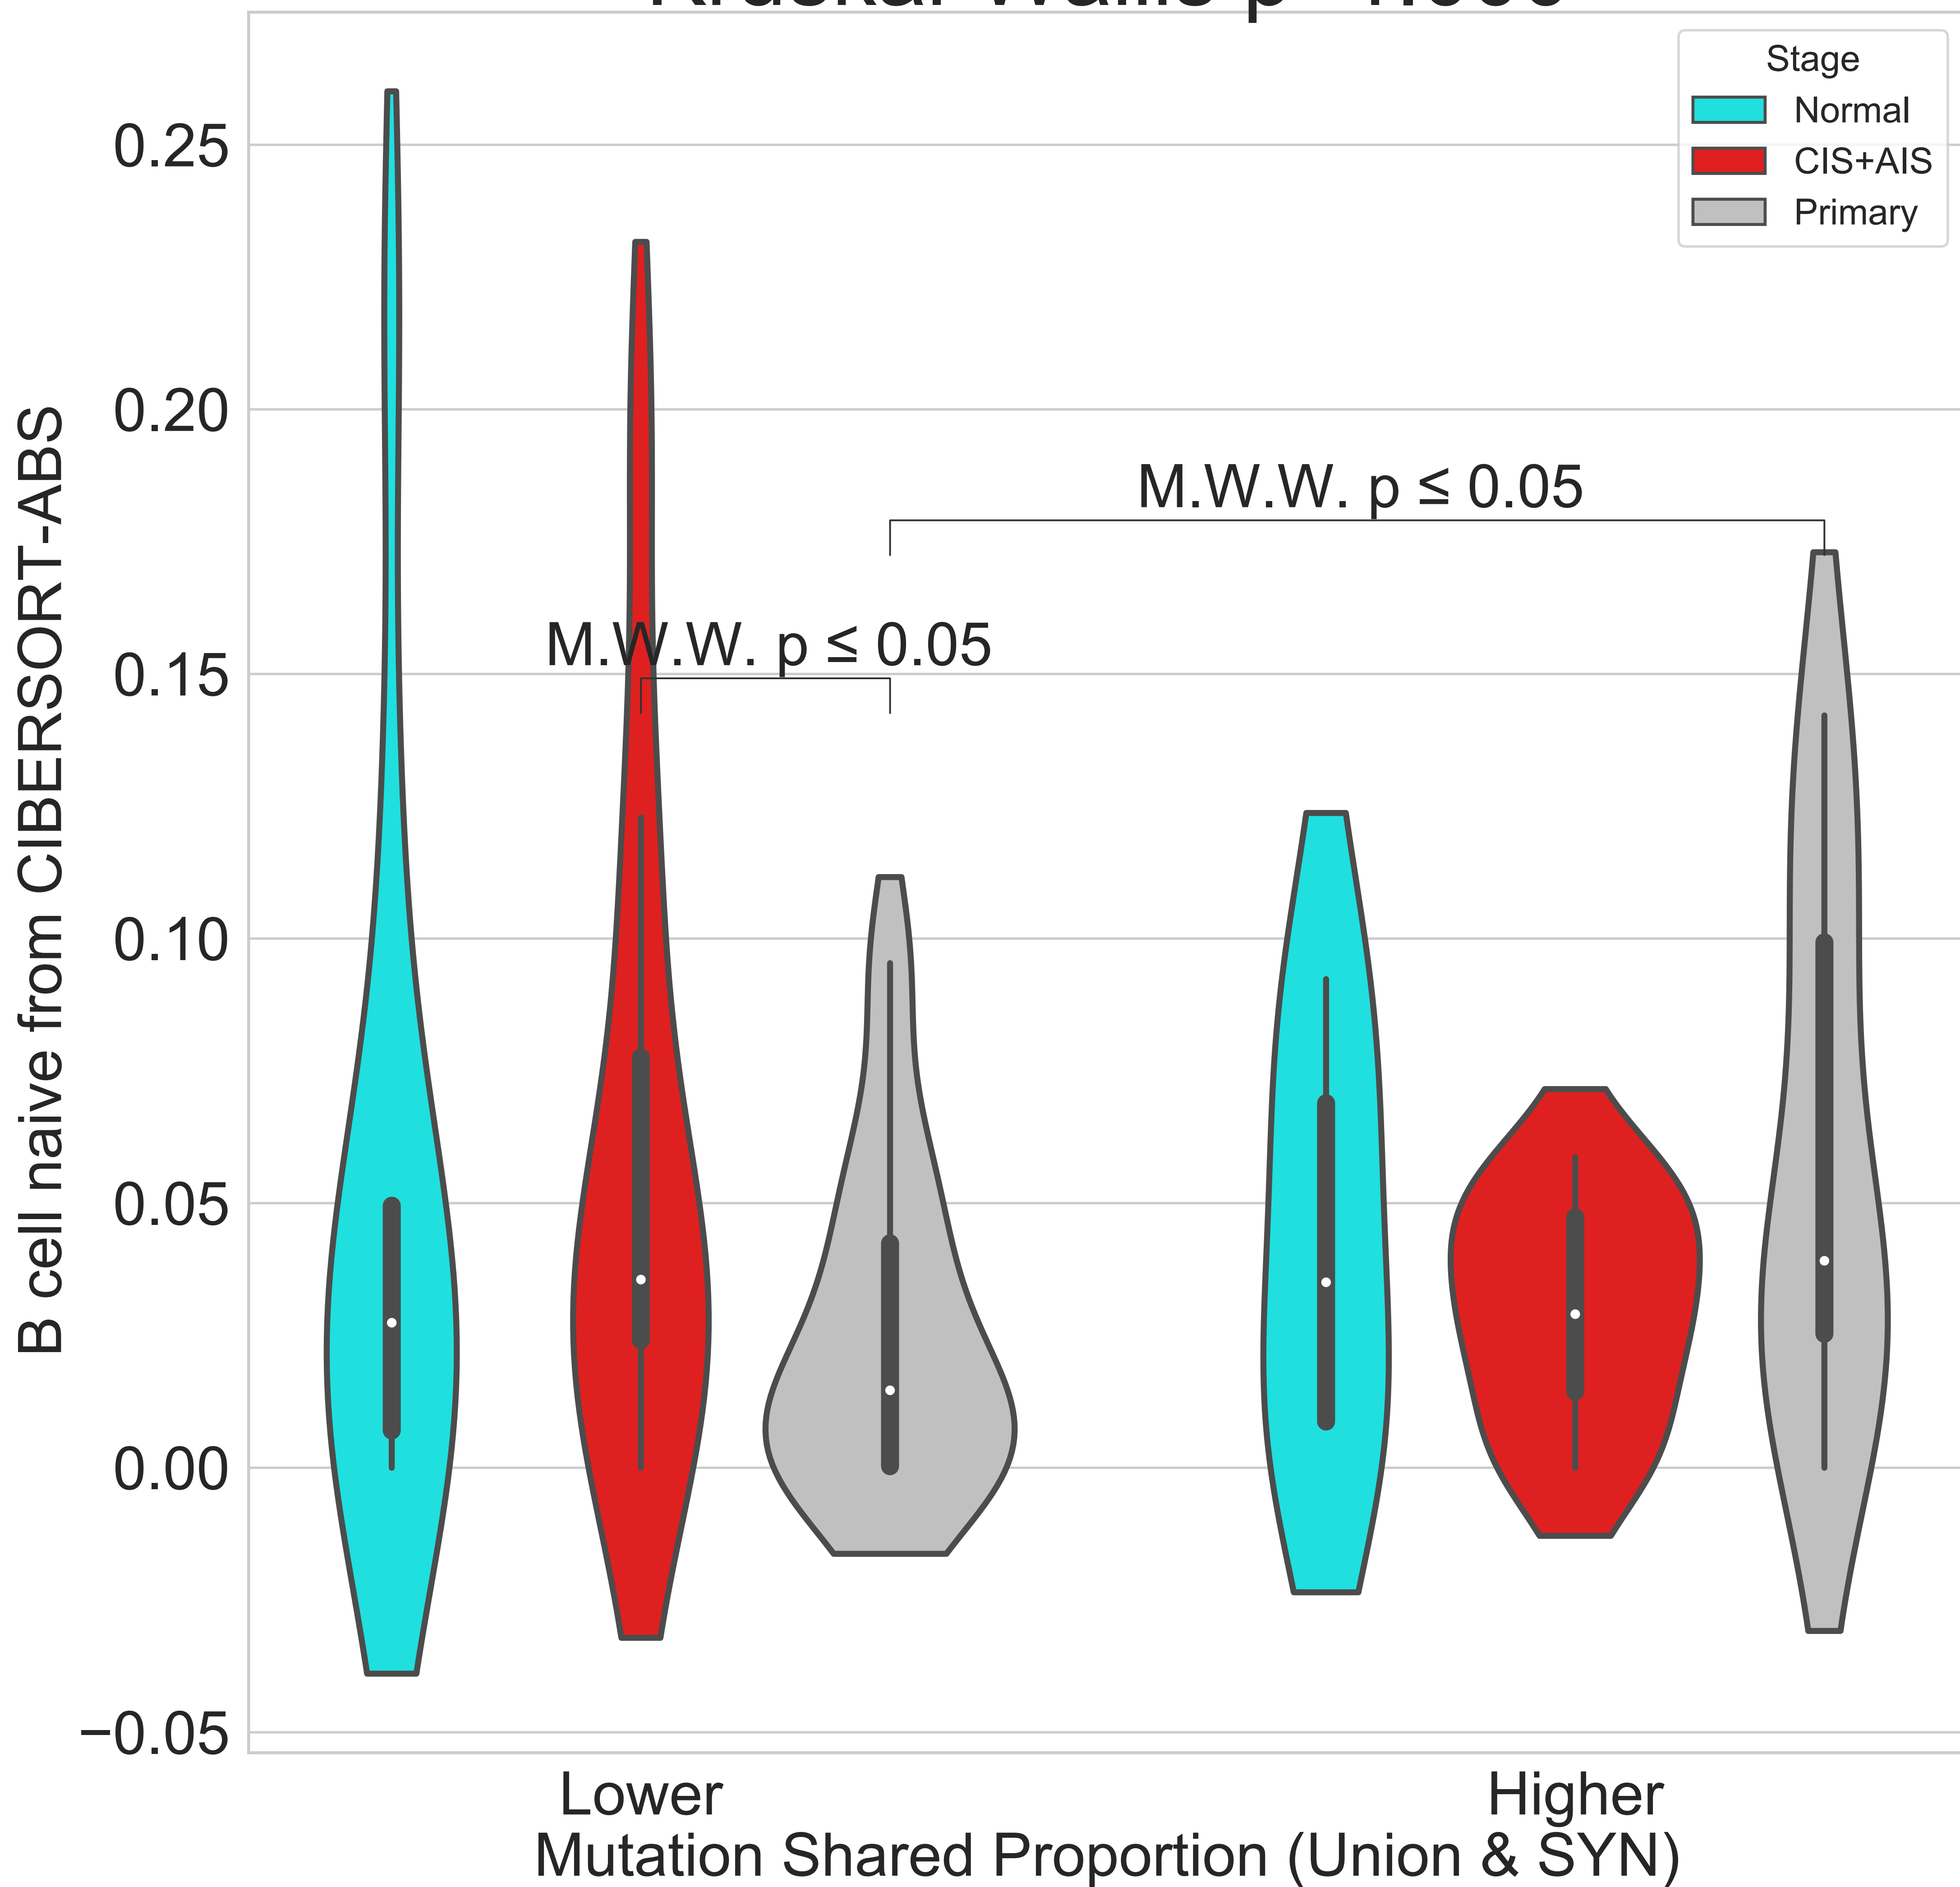 Stage
Normal
CIS+AIS
Primary
B cell naive from CIBERSORT-ABS
0.25
0.20
0.15
0.10
0.05
0.00
−0.05
M.W.W. p ≤ 0.05
M.W.W. p ≤ 0.05
Lower
Higher
Mutation Shared Proportion (Union & SYN)